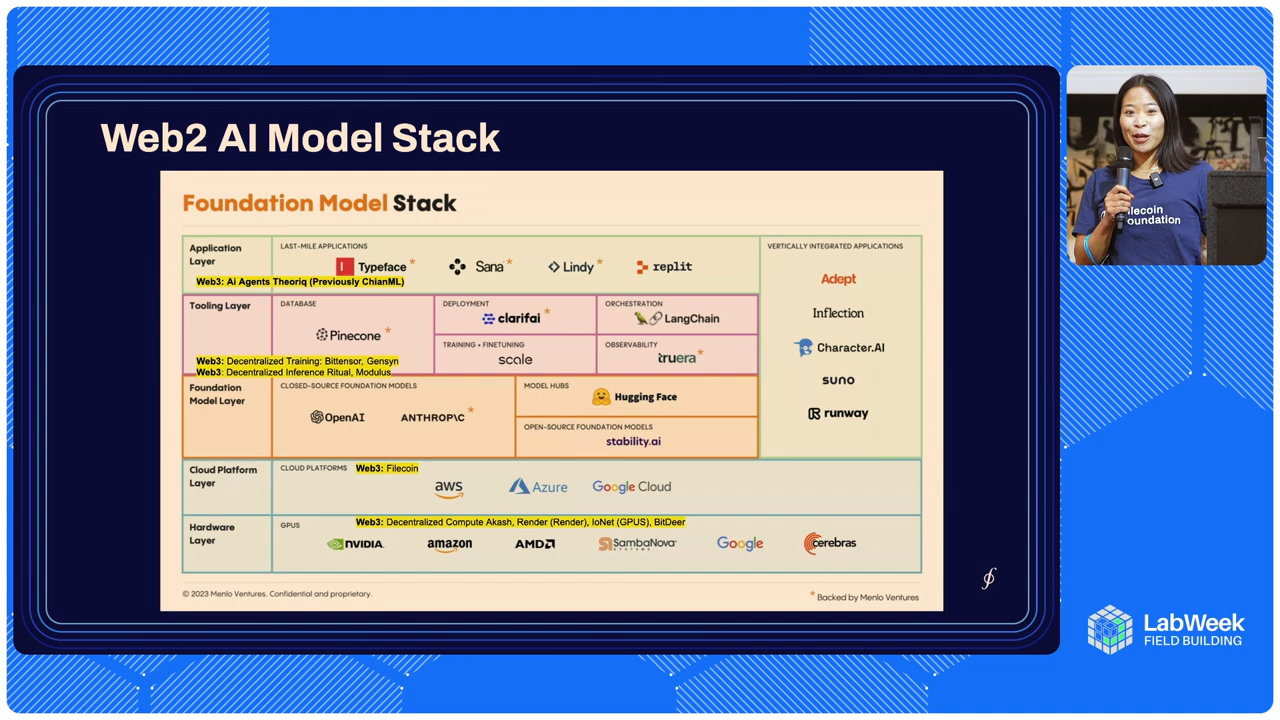 Web2 AI Model Stack
Foundation Model Stack
Application
Layer
LAST-MILE APPLICATIONS
Typeface*
Sana*
Lindy*
replit
Web3: Ai Agents Theoriq (Previously ChianML)
VERTICALLY INTEGRATED APPLICATIONS
Adept
Inflection
Character.AI
suno
runway
Tooling Layer
DATABASE
Pinecone*
DEPLOYMENT
clarifai*
ORCHESTRATION
LangChain
TRAINING + FINETUNING
scale
OBSERVABILITY
truera*
Web3: Decentralized Training: Bittensor, Gensyn
Web3: Decentralized Inference Ritual, Modulus
Foundation
Model Layer
CLOSED-SOURCE FOUNDATION MODELS
OpenAI
ANTHROP\C*
MODEL HUBS
Hugging Face
OPEN-SOURCE FOUNDATION MODELS
stability.ai
Cloud Platform
Layer
CLOUD PLATFORMS
Web3: Filecoin
aws
Azure
Google Cloud
Hardware
Layer
GPUS
Web3: Decentralized Compute Akash, Render (Render), IoNet (GPUS), BitDeer
NVIDIA
amazon
AMD
SambaNova
SYSTEMS
Google
cerebras
© 2023 Menlo Ventures. Confidential and proprietary.
* Backed by Menlo Ventures
oundation
LabWeek
FIELD BUILDING